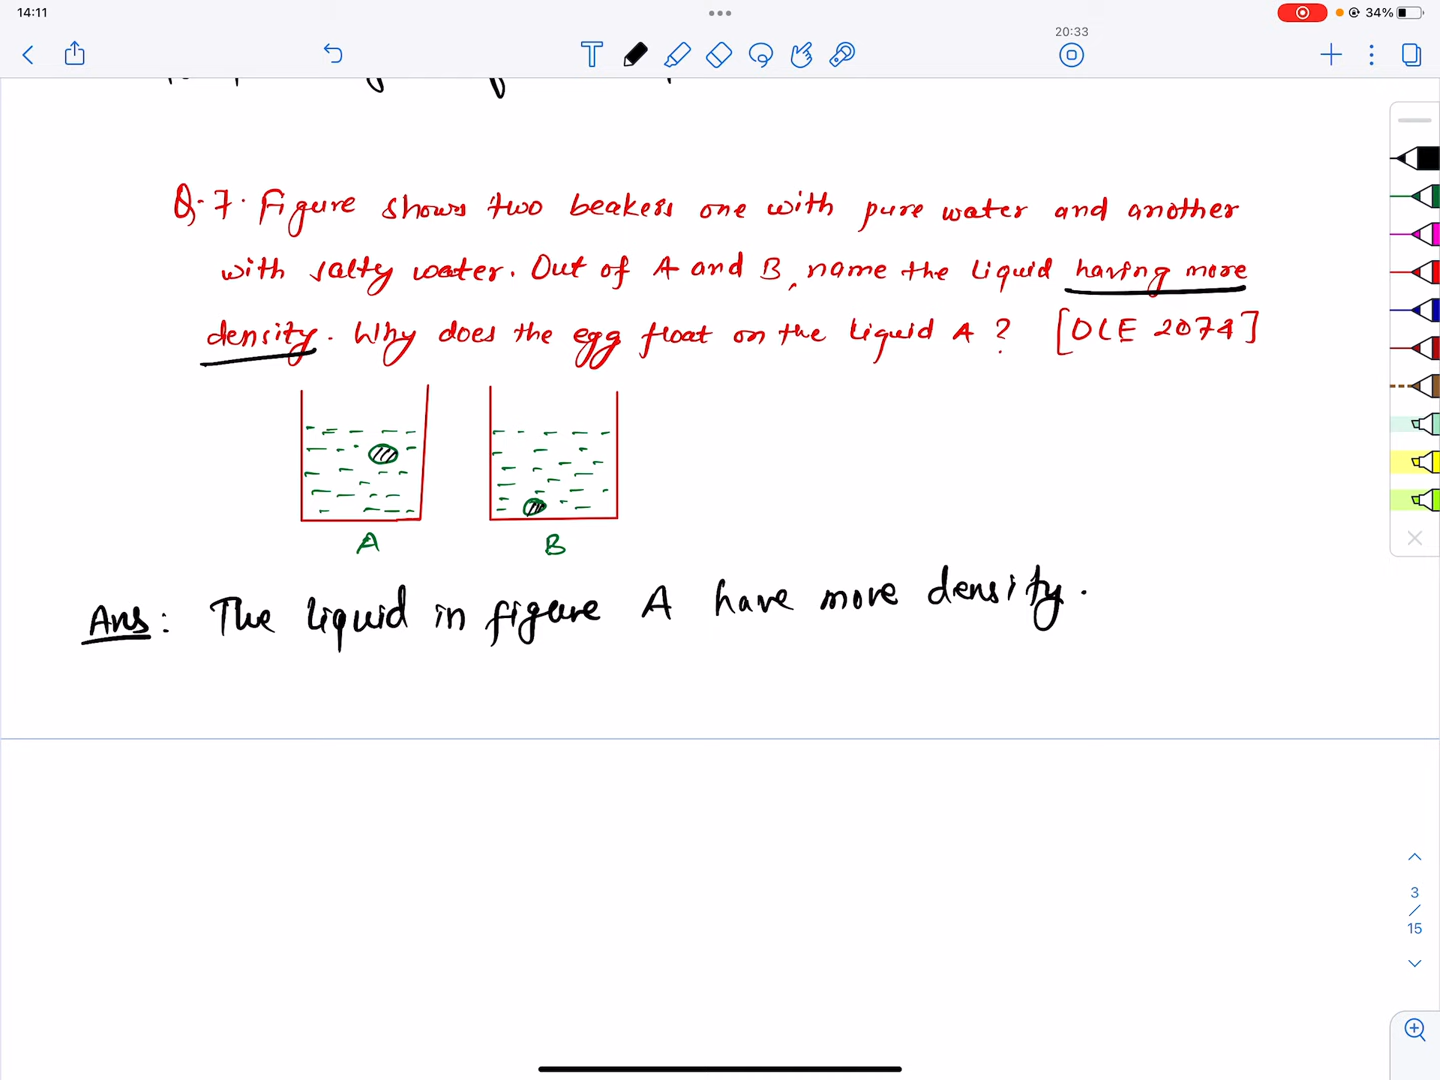 14:11
34%
20:33
Q.7. Figure shows two beakers one with pure water and another
with salty water. Out of A and B, name the liquid having more
density. Why does the egg float on the liquid A ? [DLE 2074]
A B
Ans: The liquid in figure A have more density.
3
/
15